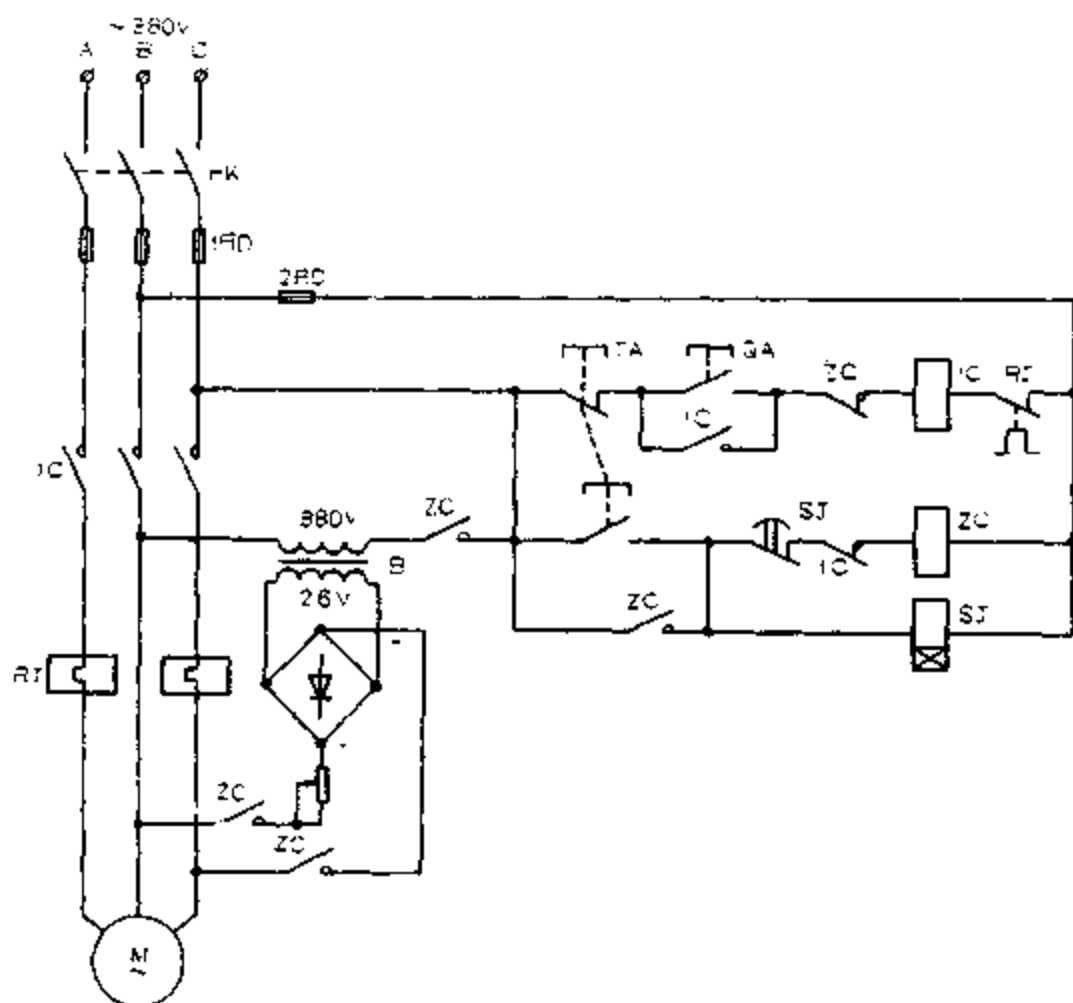 ~380V
A B C
HK
1RD
2RD
TA QA
ZC 1C RJ
1C
1C
380V ZC SJ ZC
B 1C
26V
ZC SJ
-
RJ
+
ZC
ZC
M
~